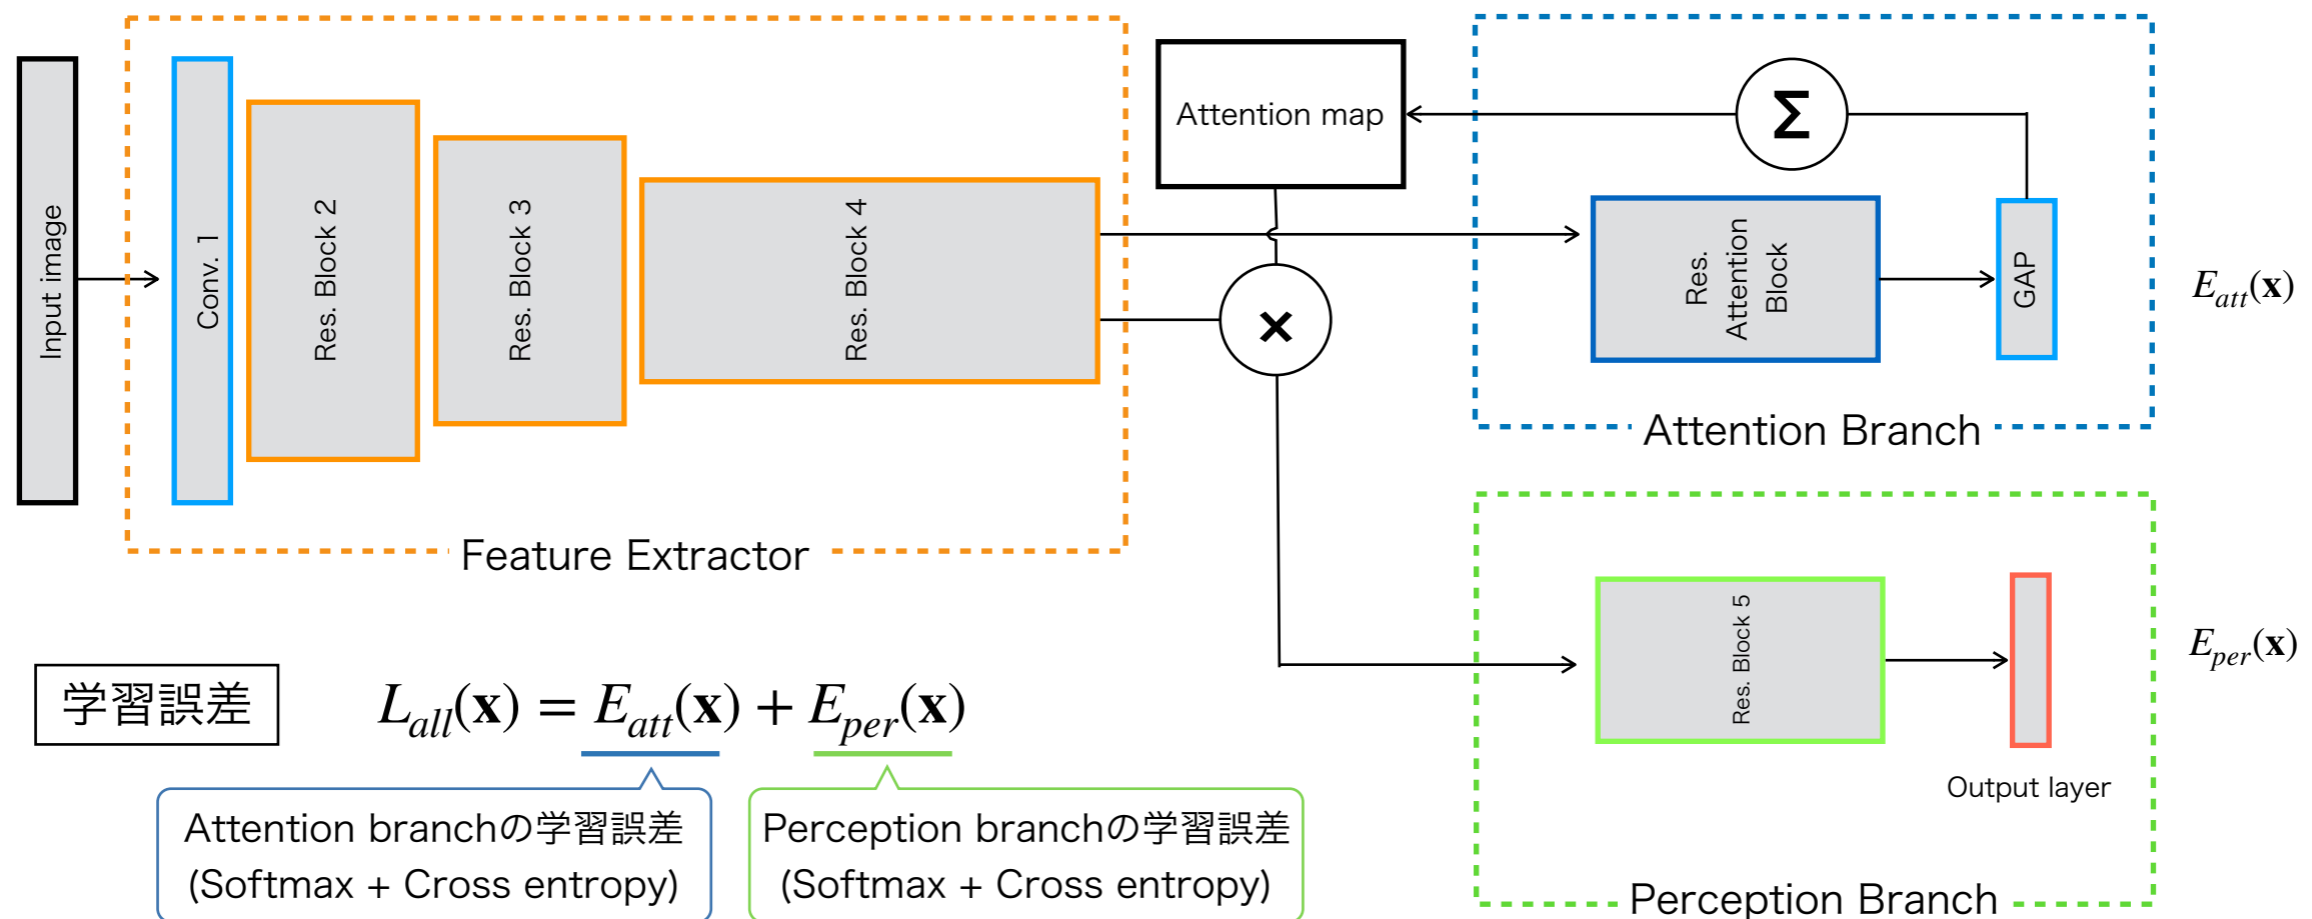 Input image
Conv. 1
Res. Block 2
Res. Block 3
Res. Block 4
Feature Extractor
Attention map
Σ
×
Res.
Attention
Block
GAP
Attention Branch
E_att(x)
Res. Block 5
Output layer
Perception Branch
E_per(x)
学習誤差
L_all(x) = E_att(x) + E_per(x)
Attention branchの学習誤差
(Softmax + Cross entropy)
Perception branchの学習誤差
(Softmax + Cross entropy)